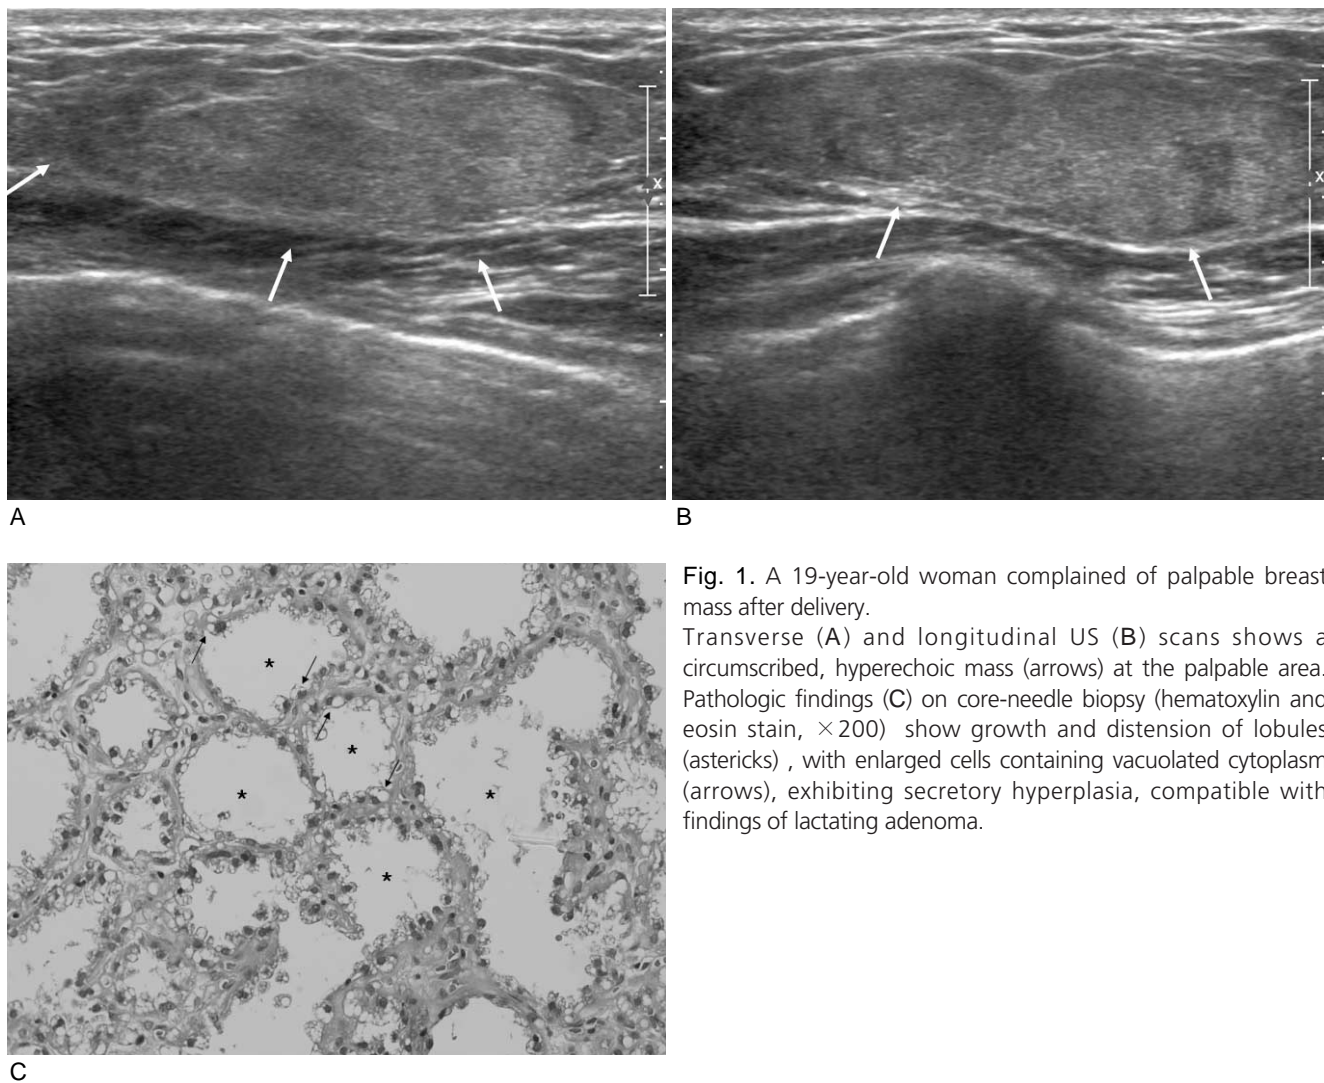 A
B
C
Fig. 1. A 19-year-old woman complained of palpable breast
mass after delivery.
Transverse (A) and longitudinal US (B) scans shows a
circumscribed, hyperechoic mass (arrows) at the palpable area.
Pathologic findings (C) on core-needle biopsy (hematoxylin and
eosin stain, ×200) show growth and distension of lobules
(astericks) , with enlarged cells containing vacuolated cytoplasm
(arrows), exhibiting secretory hyperplasia, compatible with
findings of lactating adenoma.